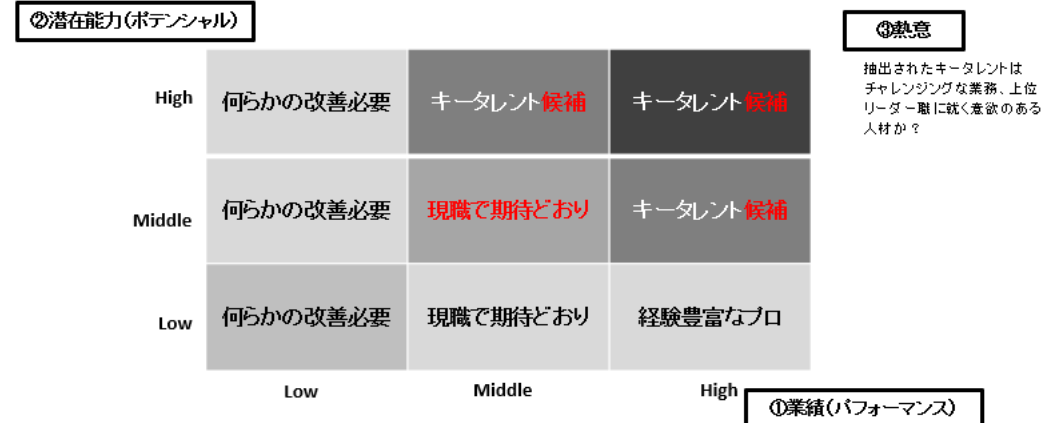 ②潜在能力(ポテンシャル)
③熱意
抽出されたキータレントは
チャレンジングな業務、上位
リーダー職に就く意欲のある
人材か?
High
何らかの改善必要
キータレント候補
キータレント候補
Middle
何らかの改善必要
現職で期待どおり
キータレント候補
Low
何らかの改善必要
現職で期待どおり
経験豊富なプロ
Low
Middle
High
①業績(パフォーマンス)